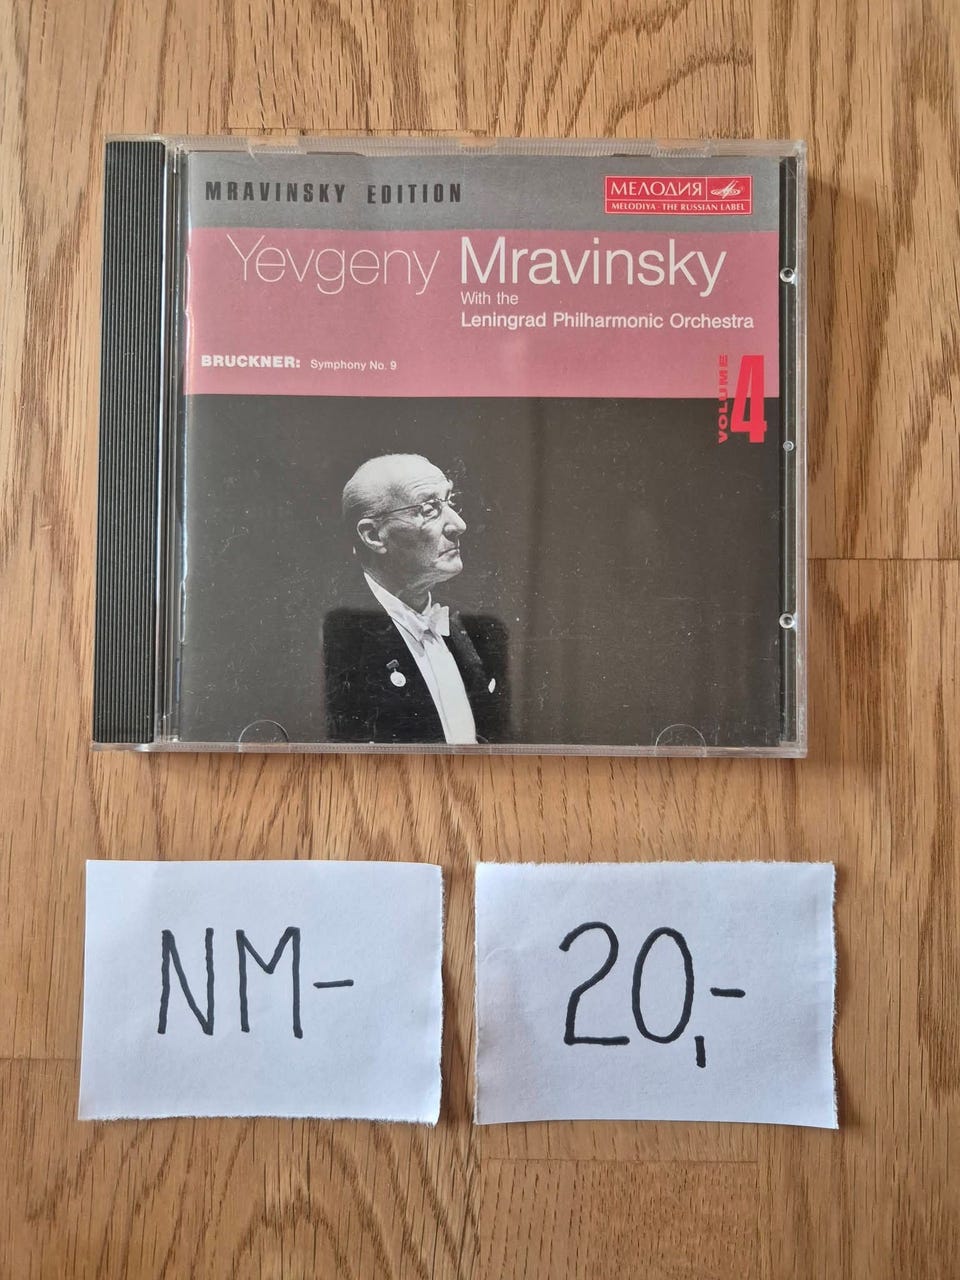 MRAVINSKY EDITION
МЕЛОДИЯ
MELODIYA · THE RUSSIAN LABEL
Yevgeny Mravinsky
With the
Leningrad Philharmonic Orchestra
BRUCKNER: Symphony No. 9
VOLUME 4
NM-
20,-